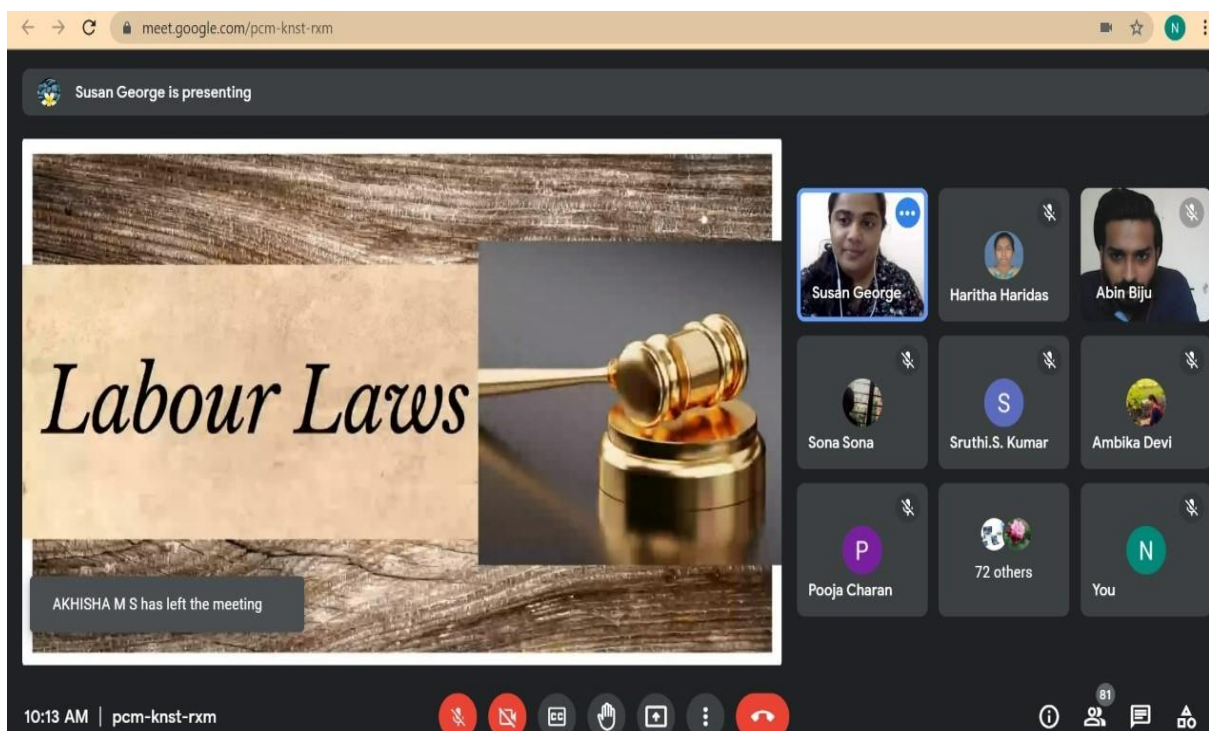 meet.google.com/pcm-knst-rxm
N
Susan George is presenting
Labour Laws
AKHISHA M S has left the meeting
Susan George
Haritha Haridas
Abin Biju
Sona Sona
S
Sruthi.S. Kumar
Ambika Devi
P
Pooja Charan
72 others
N
You
10:13 AM | pcm-knst-rxm
CC
81